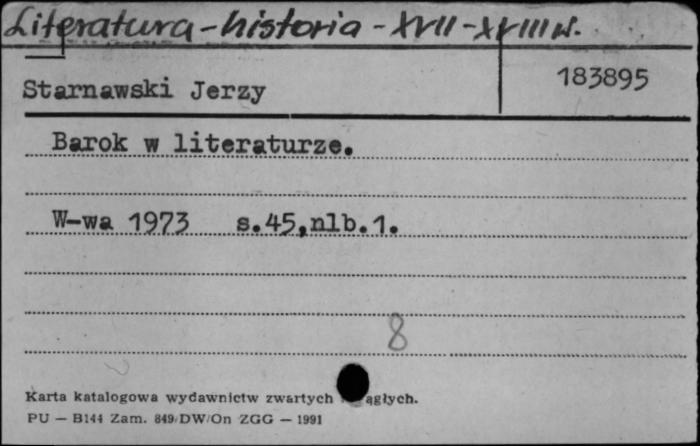 Literatura-historia-XVII-XVIII w.
183895
Starnawski Jerzy
Barok w literaturze.
W-wa 1973 s.45,nlb.1.
8
Karta katalogowa wydawnictw zwartych
PU — B144 Zam. 849/DW/On ZGG — 1991